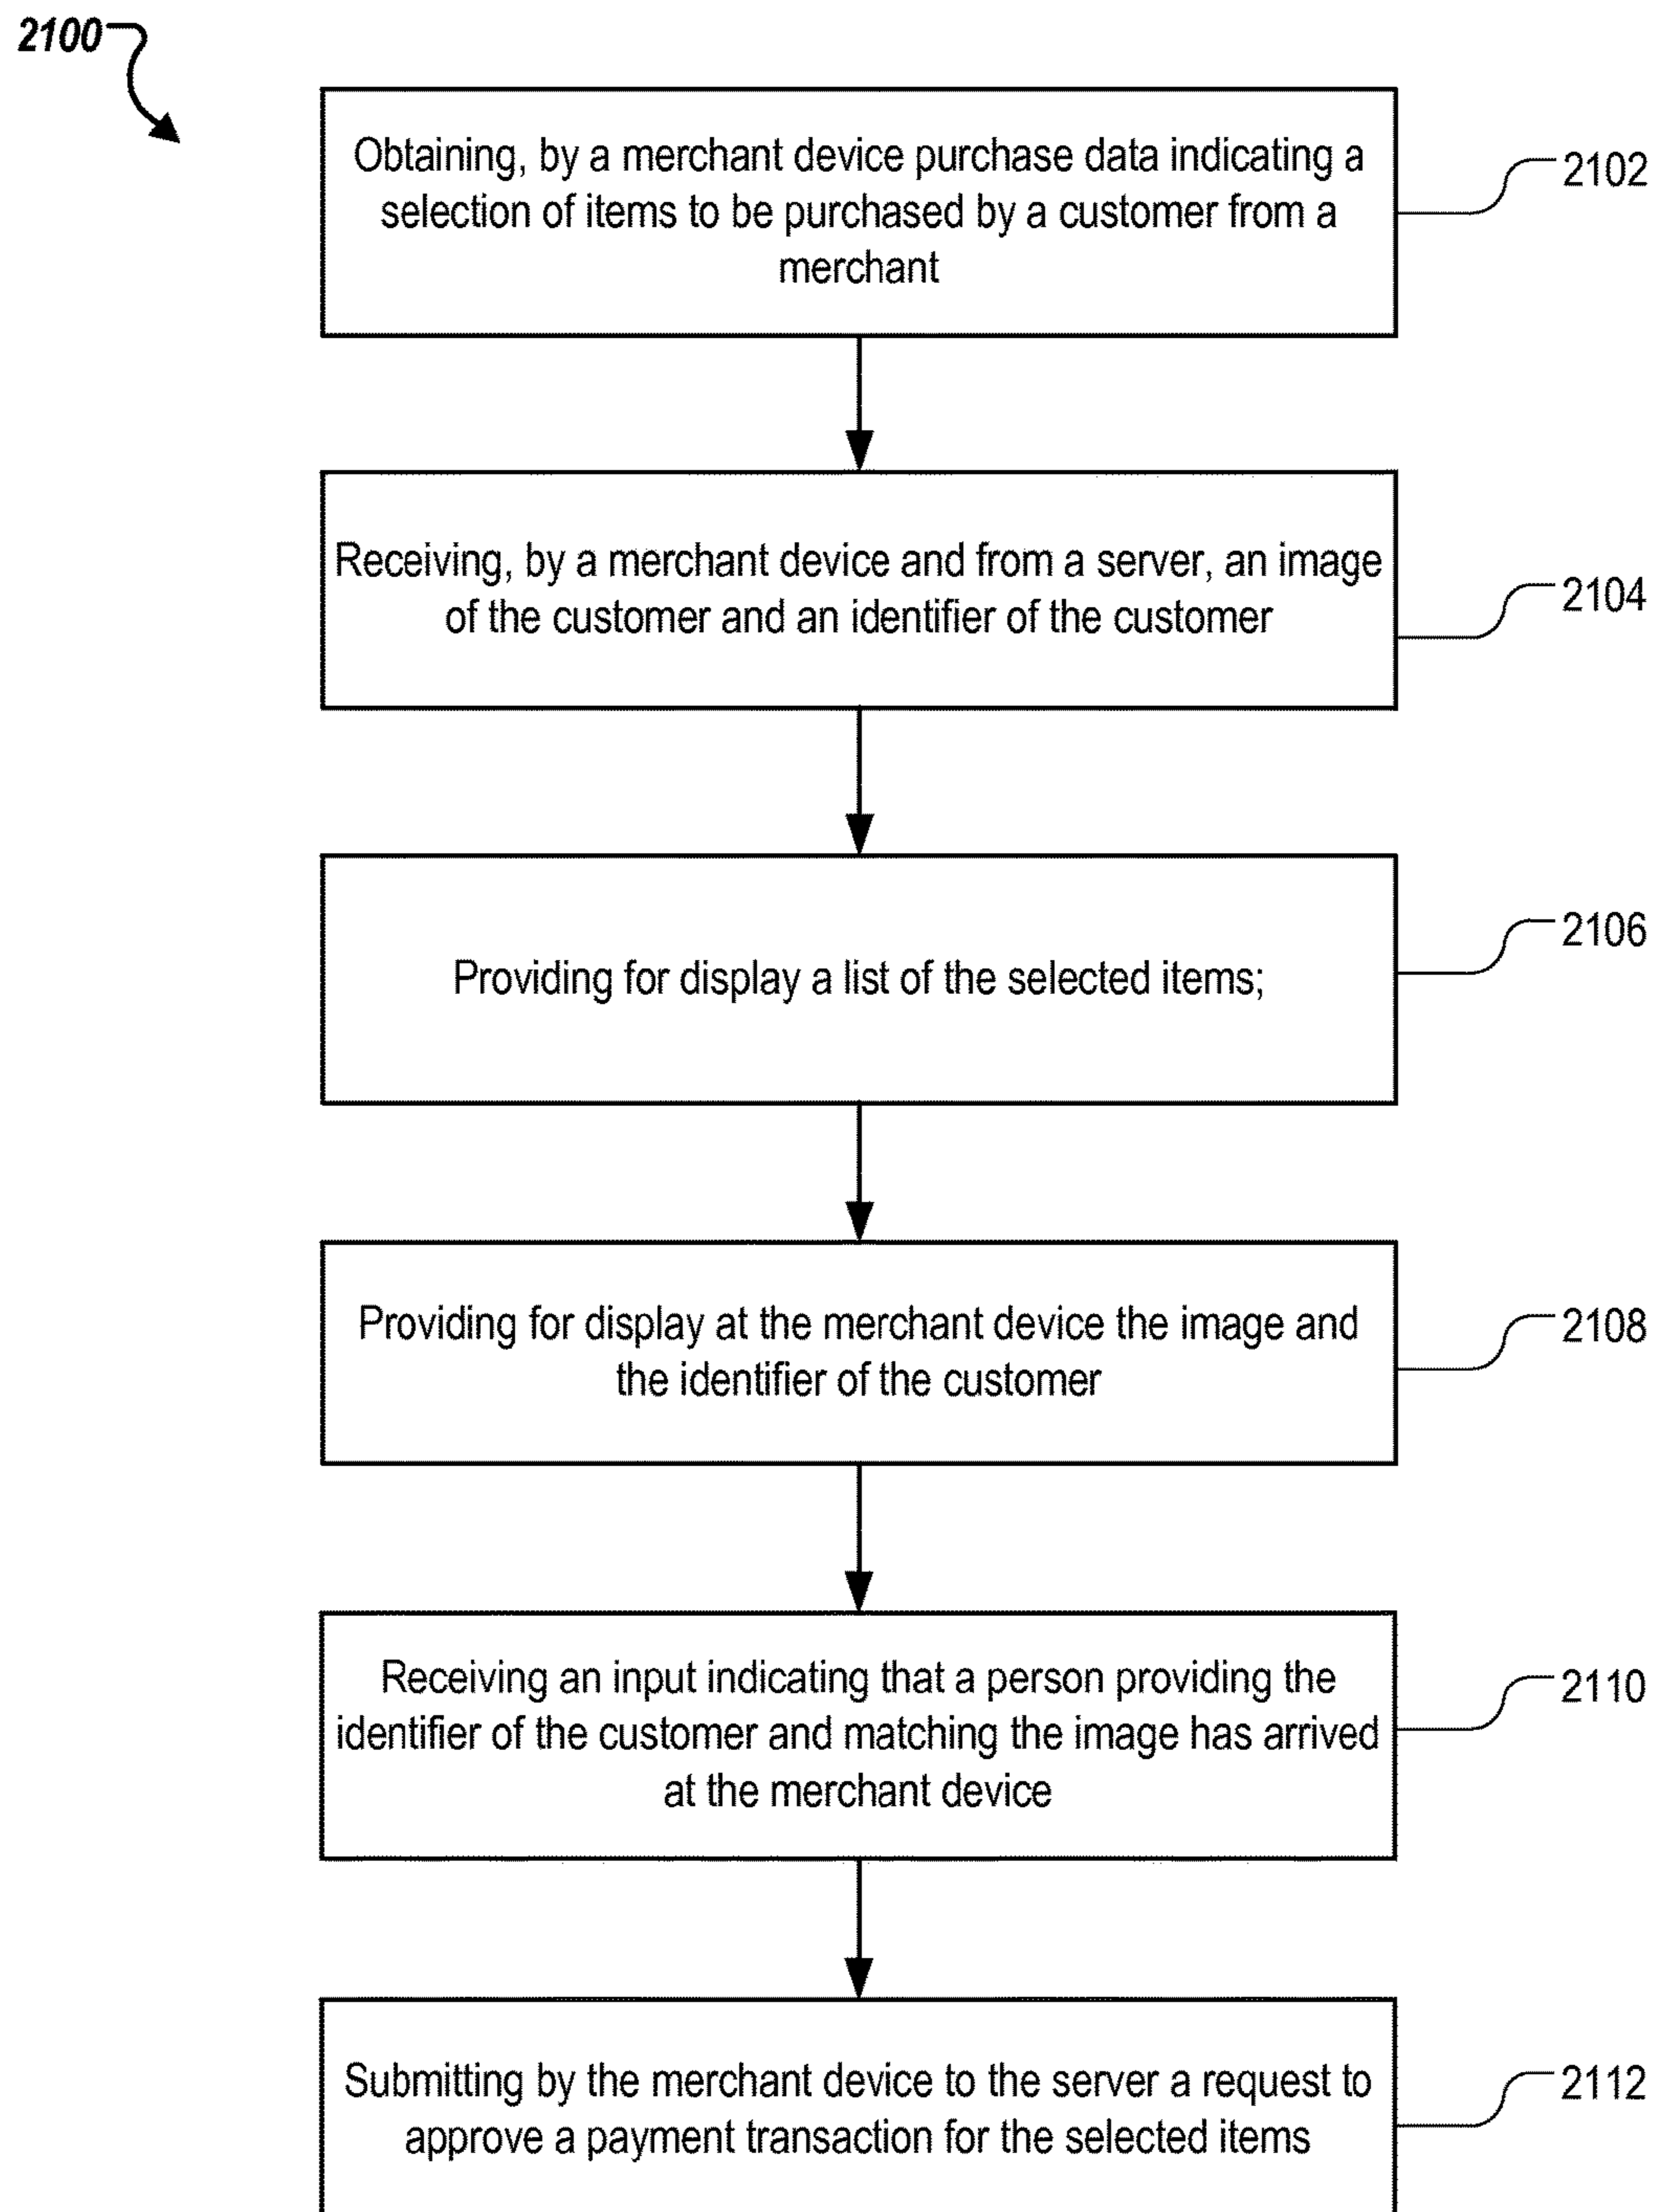 2100
Obtaining, by a merchant device purchase data indicating a
selection of items to be purchased by a customer from a
merchant
2102
Receiving, by a merchant device and from a server, an image
of the customer and an identifier of the customer
2104
Providing for display a list of the selected items;
2106
Providing for display at the merchant device the image and
the identifier of the customer
2108
Receiving an input indicating that a person providing the
identifier of the customer and matching the image has arrived
at the merchant device
2110
Submitting by the merchant device to the server a request to
approve a payment transaction for the selected items
2112